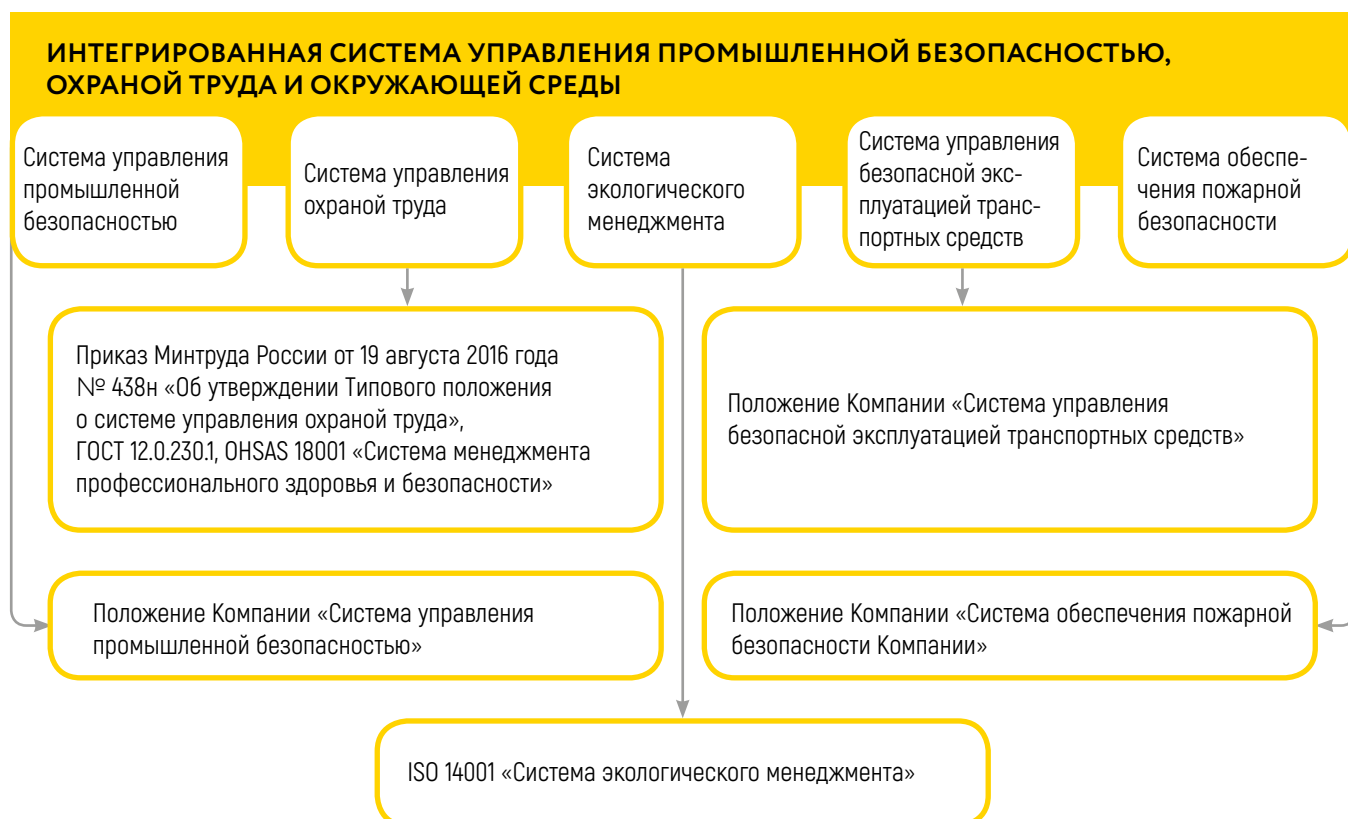 ИНТЕГРИРОВАННАЯ СИСТЕМА УПРАВЛЕНИЯ ПРОМЫШЛЕННОЙ БЕЗОПАСНОСТЬЮ,
ОХРАНОЙ ТРУДА И ОКРУЖАЮЩЕЙ СРЕДЫ
Система управления
промышленной
безопасностью
Система управления
охраной труда
Система
экологического
менеджмента
Система управления
безопасной экс-
плуатацией транс-
портных средств
Система обеспе-
чения пожарной
безопасности
Приказ Минтруда России от 19 августа 2016 года
№ 438н «Об утверждении Типового положения
о системе управления охраной труда»,
ГОСТ 12.0.230.1, OHSAS 18001 «Система менеджмента
профессионального здоровья и безопасности»
Положение Компании «Система управления
безопасной эксплуатацией транспортных средств»
Положение Компании «Система управления
промышленной безопасностью»
Положение Компании «Система обеспечения пожарной
безопасности Компании»
ISO 14001 «Система экологического менеджмента»